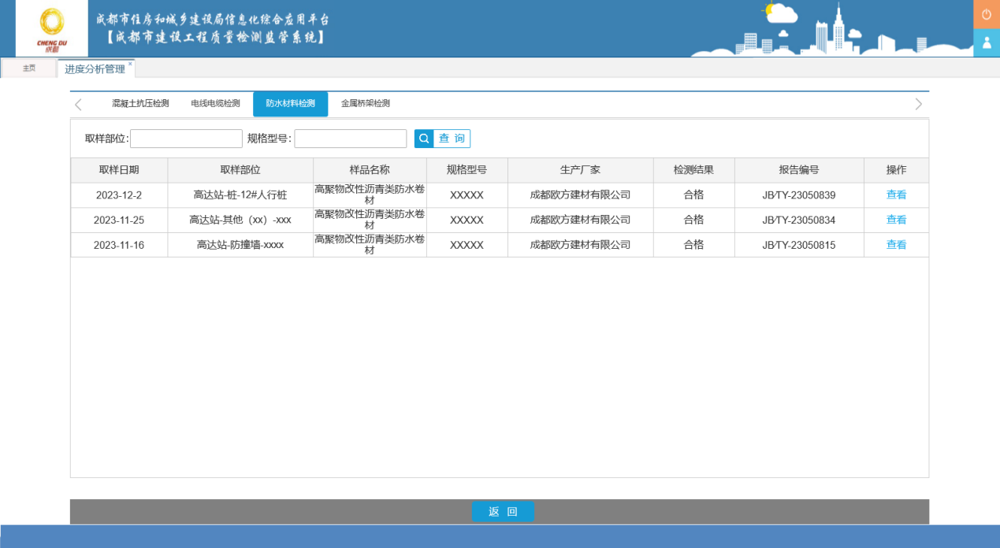 成都市住房和城乡建设局信息化综合应用平台
【成都市建设工程质量检测监管系统】
CHENG DU
成都
主页 进度分析管理 ×
混凝土抗压检测 电线电缆检测 防水材料检测 金属桥架检测
取样部位: 规格型号: 查 询
取样日期 取样部位 样品名称 规格型号 生产厂家 检测结果 报告编号 操作
2023-12-2 高达站-桩-12#人行桩 高聚物改性沥青类防水卷材 XXXXX 成都欧方建材有限公司 合格 JB⁄TY-23050839 查看
2023-11-25 高达站-其他（xx）-xxx 高聚物改性沥青类防水卷材 XXXXX 成都欧方建材有限公司 合格 JB⁄TY-23050834 查看
2023-11-16 高达站-防撞墙-xxxx 高聚物改性沥青类防水卷材 XXXXX 成都欧方建材有限公司 合格 JB⁄TY-23050815 查看
返 回